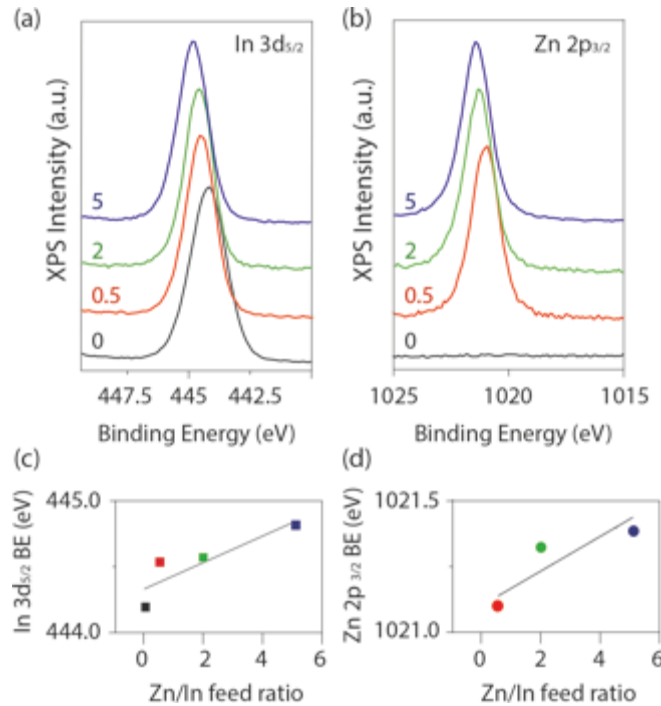 (a)
In 3d5/2
XPS Intensity (a.u.)
5
2
0.5
0
447.5 445 442.5
Binding Energy (eV)
(b)
Zn 2p3/2
XPS Intensity (a.u.)
5
2
0.5
0
1025 1020 1015
Binding Energy (eV)
(c)
In 3d5/2 BE (eV)
445.0
444.0
0 2 4 6
Zn/In feed ratio
(d)
Zn 2p 3/2 BE (eV)
1021.5
1021.0
0 2 4 6
Zn/In feed ratio